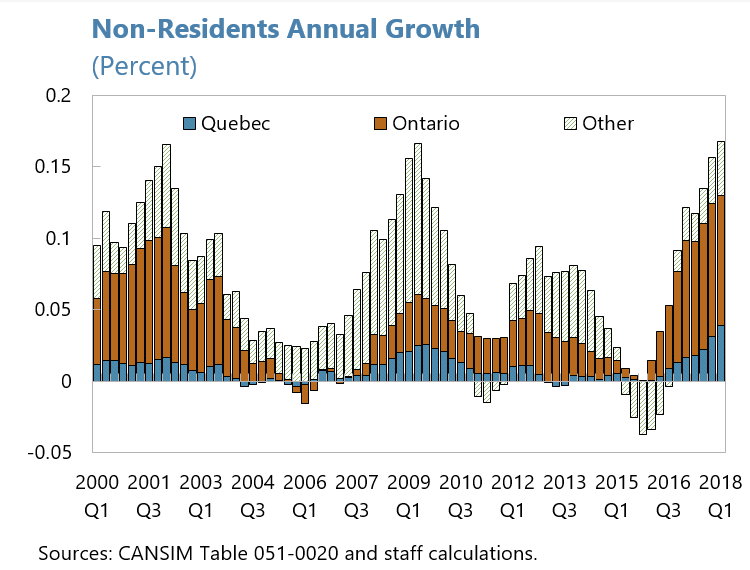 Non-Residents Annual Growth
(Percent)
0.2
Quebec Ontario Other
0.15
0.1
0.05
0
-0.05
2000 2001 2003 2004 2006 2007 2009 2010 2012 2013 2015 2016 2018
Q1 Q3 Q1 Q3 Q1 Q3 Q1 Q3 Q1 Q3 Q1 Q3 Q1
Sources: CANSIM Table 051-0020 and staff calculations.